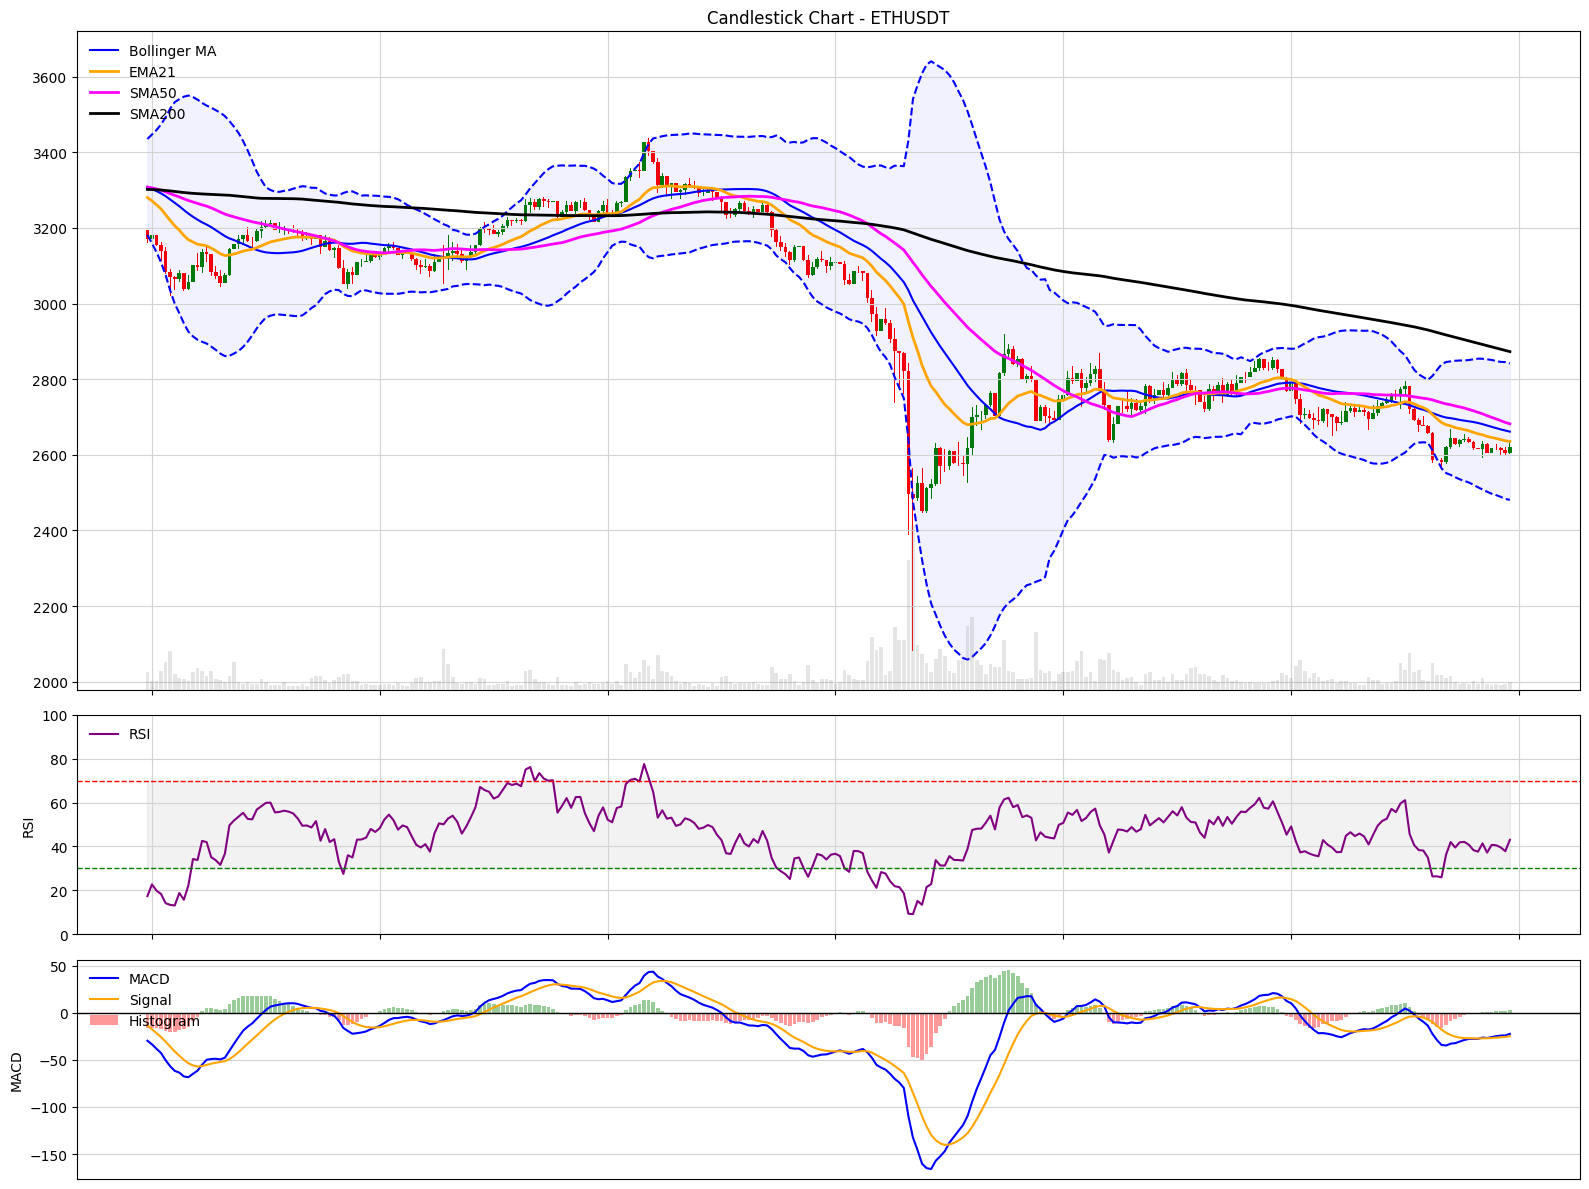 Candlestick Chart - ETHUSDT
Bollinger MA
EMA21
SMA50
SMA200
3600
3400
3200
3000
2800
2600
2400
2200
2000
100
80
60
40
20
0
RSI
RSI
50
0
−50
−100
−150
MACD
MACD
Signal
Histogram